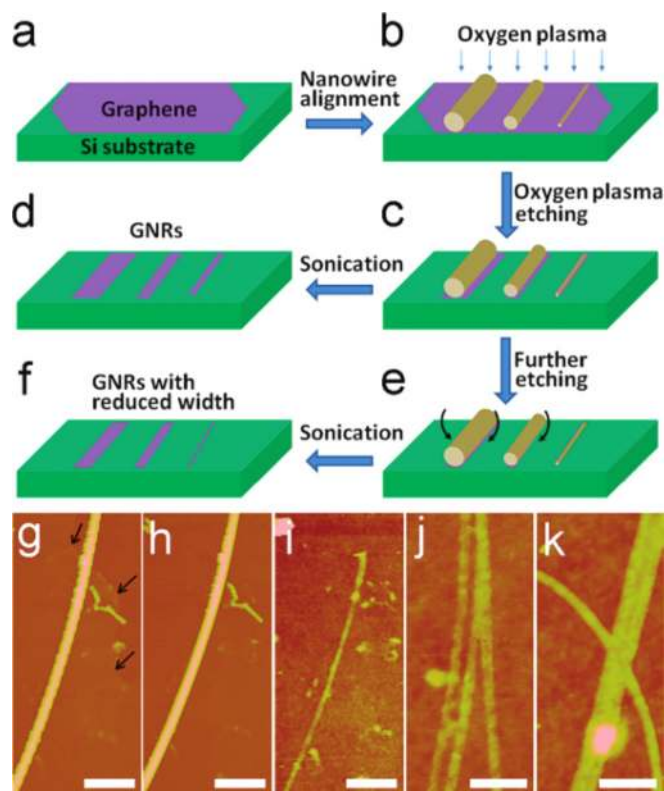 a
b
Oxygen plasma
Graphene
Si substrate
Nanowire
alignment
d
GNRs
Sonication
c
Oxygen plasma
etching
f
GNRs with
reduced width
Sonication
e
Further
etching
g
h
i
j
k